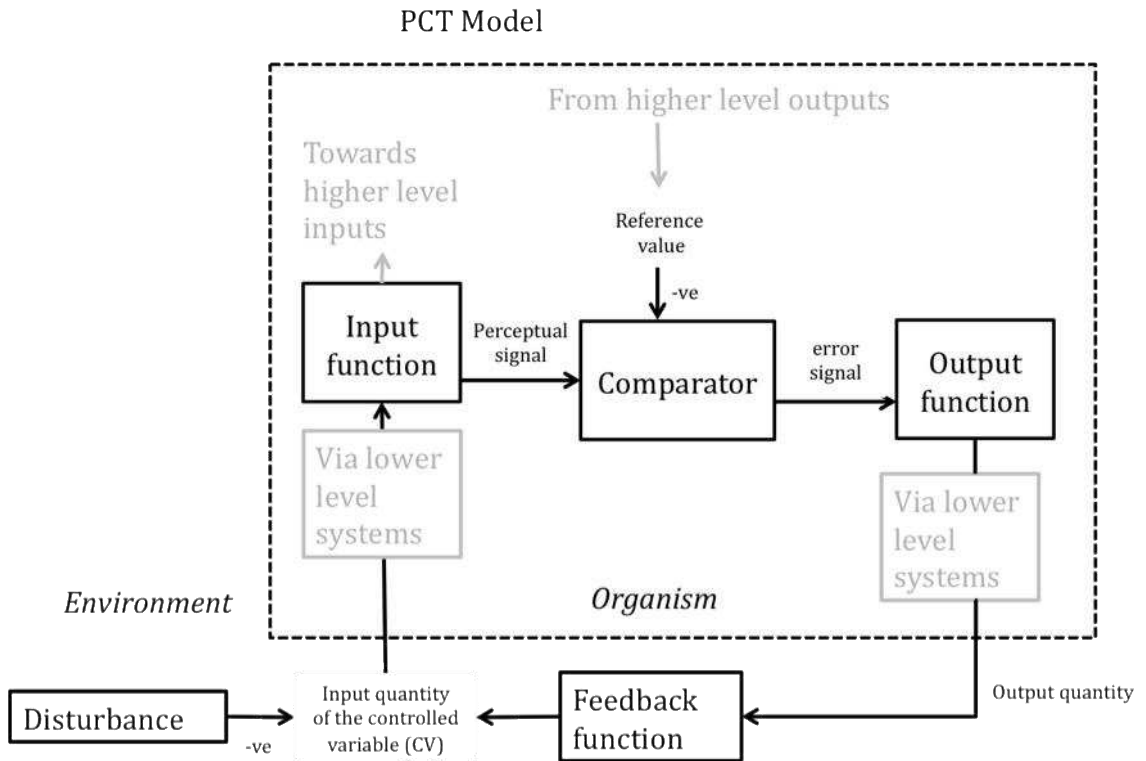 PCT Model
From higher level outputs
Towards
higher level
inputs
Reference
value
-ve
Input
function
Perceptual
signal
Comparator
error
signal
Output
function
Via lower
level
systems
Via lower
level
systems
Environment
Organism
Disturbance
-ve
Input quantity
of the controlled
variable (CV)
Feedback
function
Output quantity